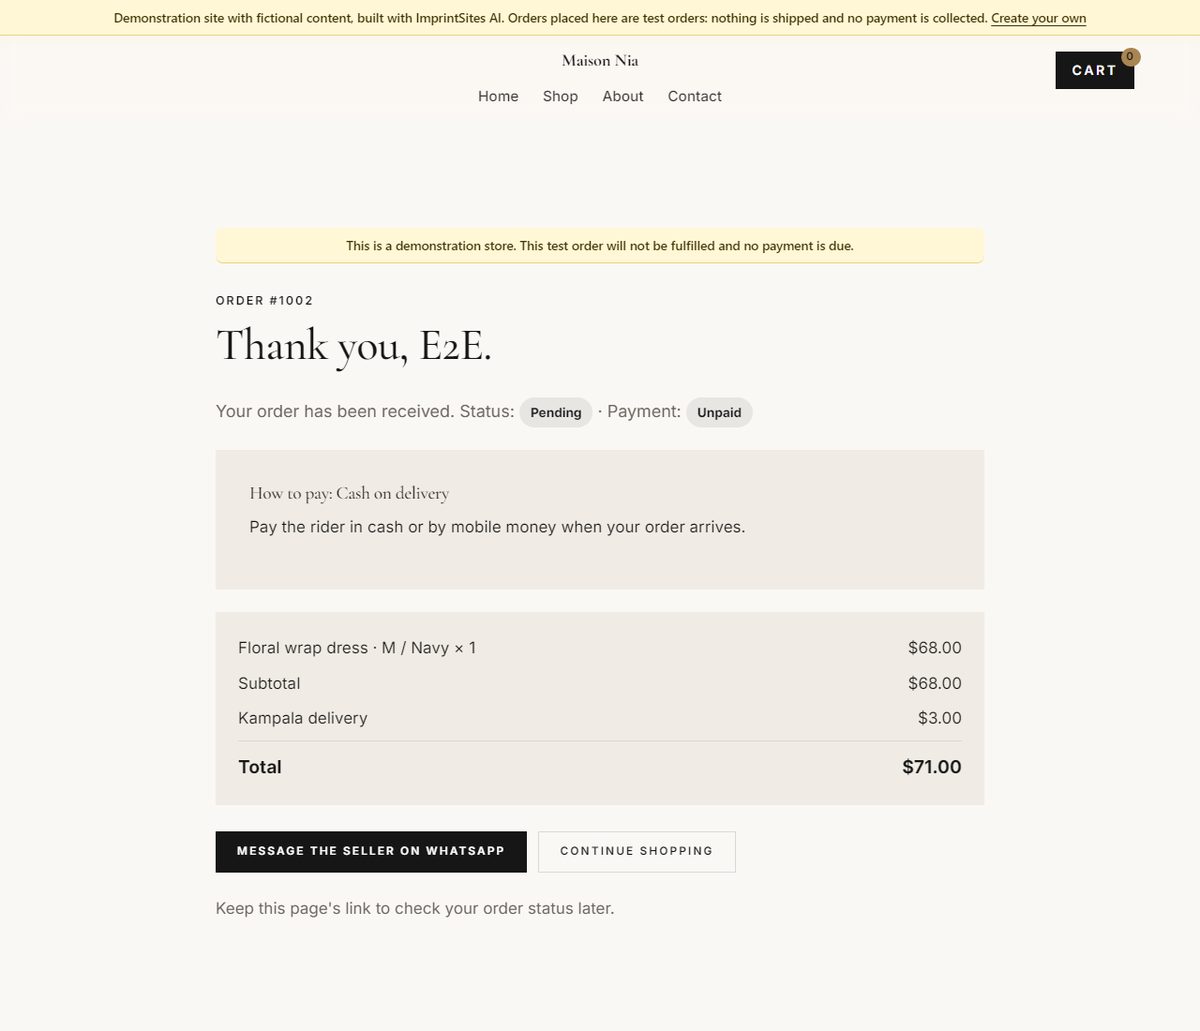 Demonstration site with fictional content, built with ImprintSites AI. Orders placed here are test orders: nothing is shipped and no payment is collected. Create your own
Maison Nia
CART 0
Home Shop About Contact
This is a demonstration store. This test order will not be fulfilled and no payment is due.
ORDER #1002
Thank you, E2E.
Your order has been received. Status: Pending · Payment: Unpaid
How to pay: Cash on delivery
Pay the rider in cash or by mobile money when your order arrives.
Floral wrap dress · M / Navy × 1 $68.00
Subtotal $68.00
Kampala delivery $3.00
Total $71.00
MESSAGE THE SELLER ON WHATSAPP CONTINUE SHOPPING
Keep this page's link to check your order status later.